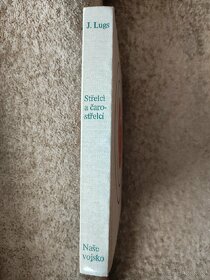 J. Lugs
Střelci
a čaro-
střelci
Naše
vojsko